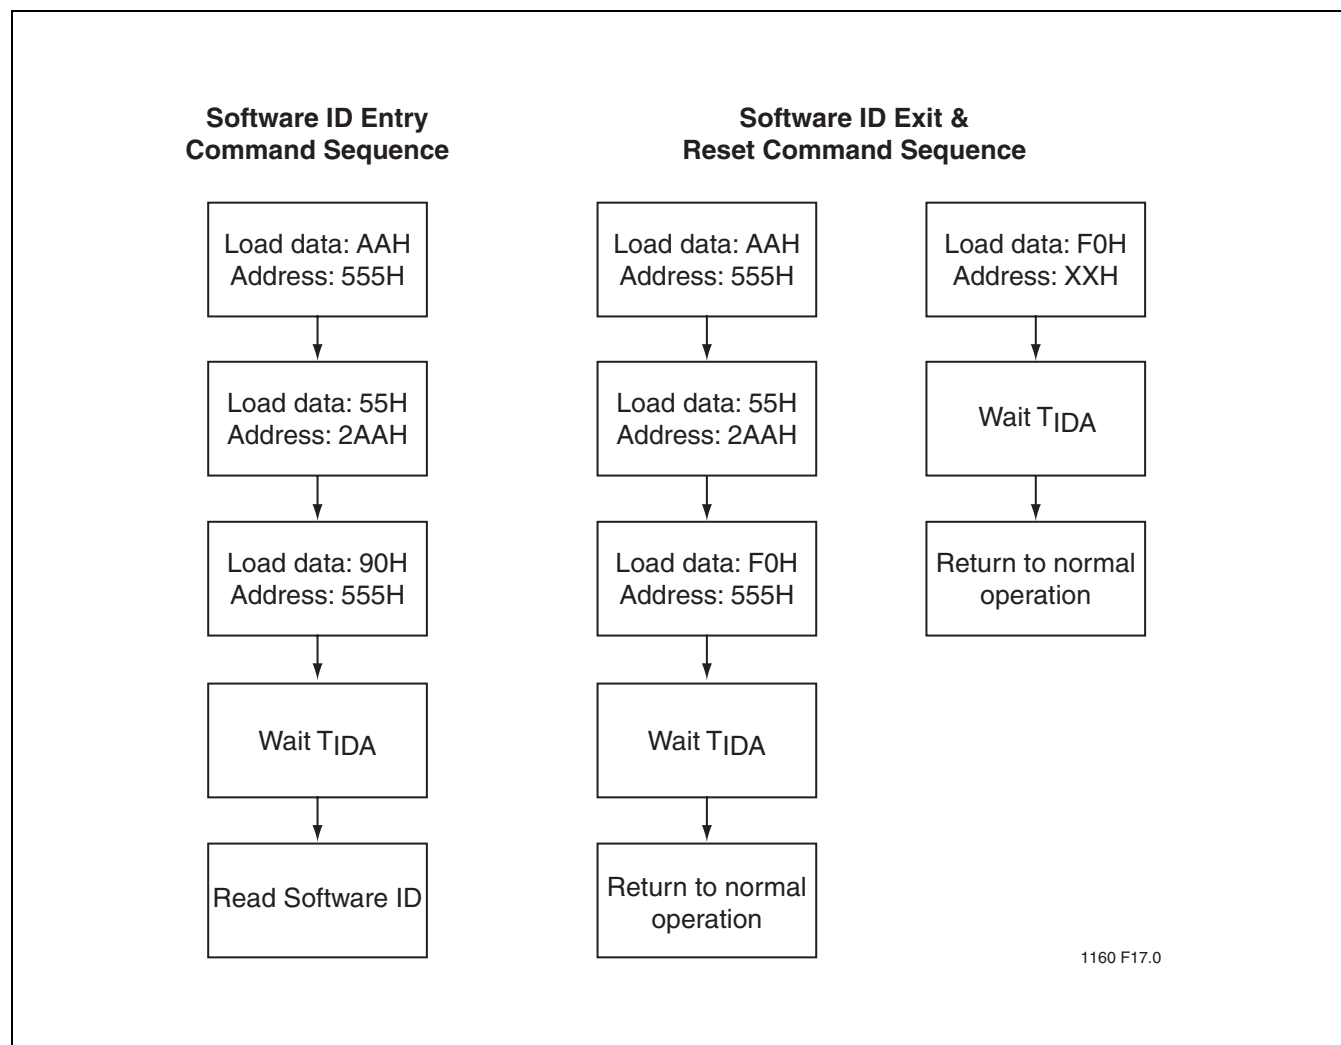 Software ID Entry
Command Sequence
Load data: AAH
Address: 555H
Load data: 55H
Address: 2AAH
Load data: 90H
Address: 555H
Wait TIDA
Read Software ID
Software ID Exit &
Reset Command Sequence
Load data: AAH
Address: 555H
Load data: 55H
Address: 2AAH
Load data: F0H
Address: 555H
Wait TIDA
Return to normal
operation
Load data: F0H
Address: XXH
Wait TIDA
Return to normal
operation
1160 F17.0